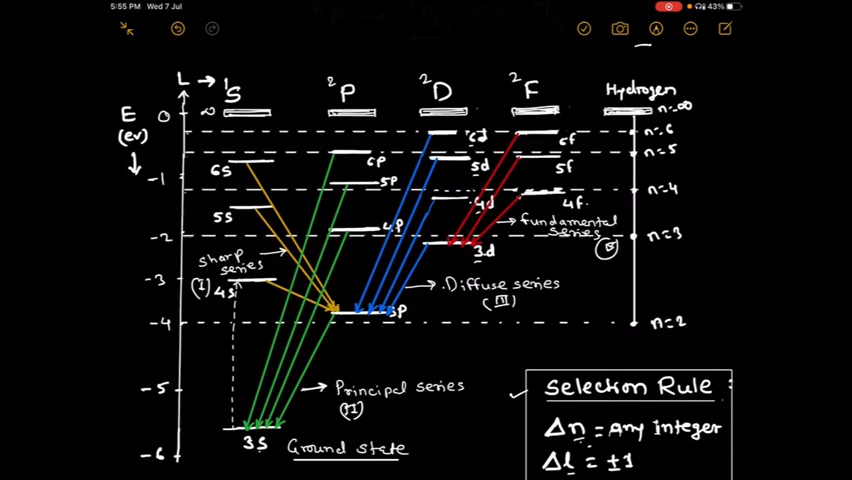 5:55 PM Wed 7 Jul
43%
L → ¹S ²P ²D ²F Hydrogen
E
(ev)
0 ∞ n=∞
6d 6f n=6
6s 6p 5d 5f n=5
-1 5p
4d 4f n=4
5s 4p
fundamental
series
-2 3d n=3
Sharp
series
(I)
-3 4s
Diffuse series
(III)
3p
-4 n=2
Principal series
(II)
-5
3s
Ground state
-6
Selection Rule :
Δn = any integer
Δl = ±1